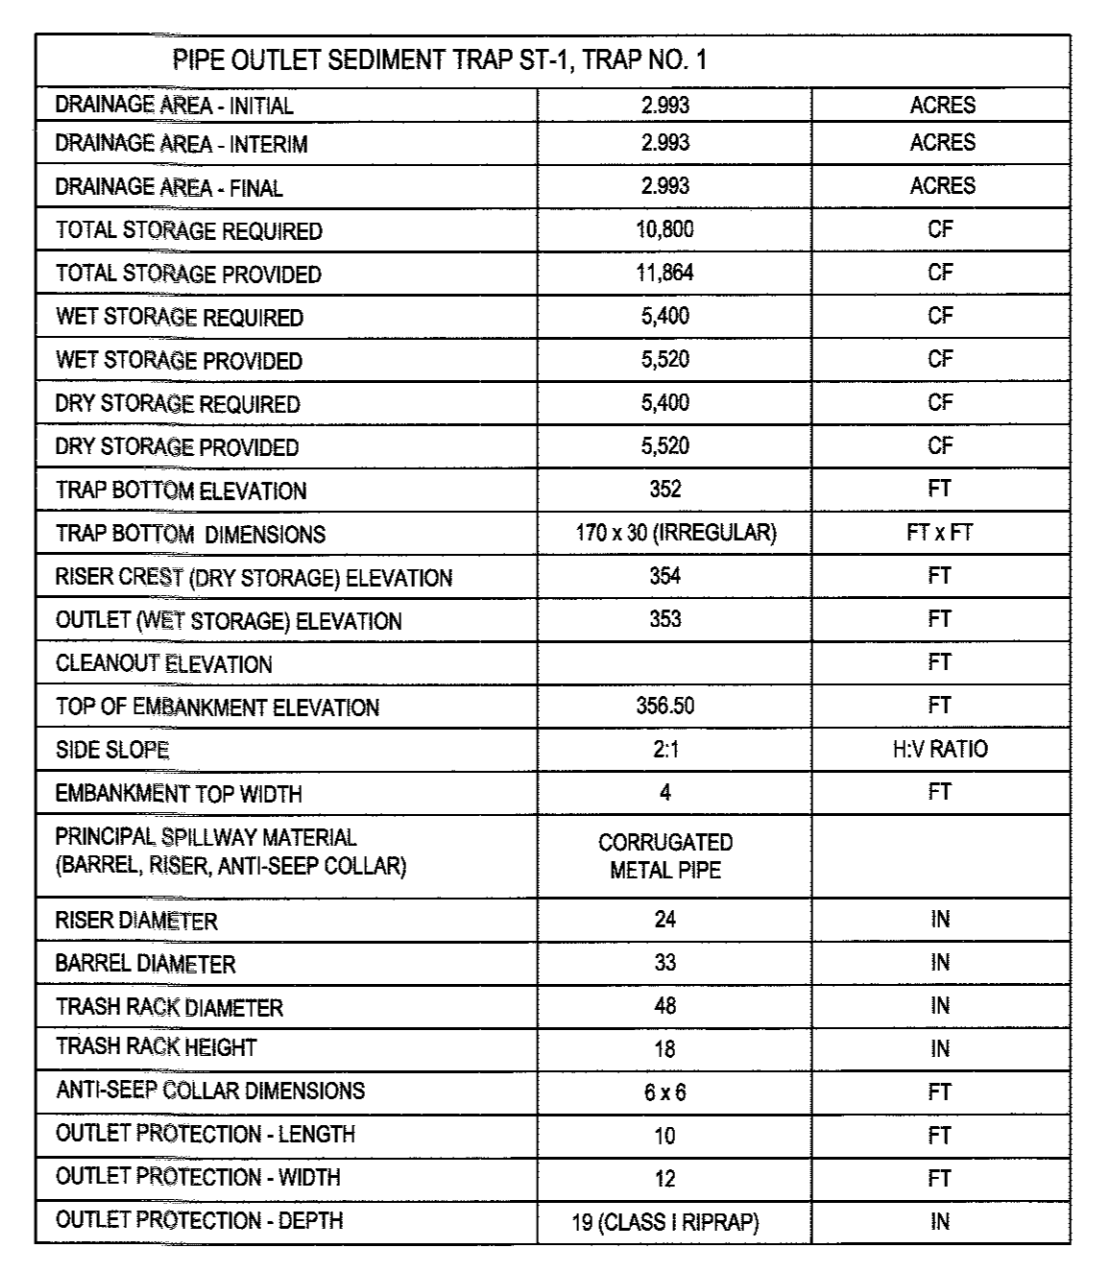 PIPE OUTLET SEDIMENT TRAP ST-1, TRAP NO. 1
DRAINAGE AREA - INITIAL 2.993 ACRES
DRAINAGE AREA - INTERIM 2.993 ACRES
DRAINAGE AREA - FINAL 2.993 ACRES
TOTAL STORAGE REQUIRED 10,800 CF
TOTAL STORAGE PROVIDED 11,864 CF
WET STORAGE REQUIRED 5,400 CF
WET STORAGE PROVIDED 5,520 CF
DRY STORAGE REQUIRED 5,400 CF
DRY STORAGE PROVIDED 5,520 CF
TRAP BOTTOM ELEVATION 352 FT
TRAP BOTTOM DIMENSIONS 170 x 30 (IRREGULAR) FT x FT
RISER CREST (DRY STORAGE) ELEVATION 354 FT
OUTLET (WET STORAGE) ELEVATION 353 FT
CLEANOUT ELEVATION FT
TOP OF EMBANKMENT ELEVATION 356.50 FT
SIDE SLOPE 2:1 H:V RATIO
EMBANKMENT TOP WIDTH 4 FT
PRINCIPAL SPILLWAY MATERIAL
(BARREL, RISER, ANTI-SEEP COLLAR)
CORRUGATED
METAL PIPE
RISER DIAMETER 24 IN
BARREL DIAMETER 33 IN
TRASH RACK DIAMETER 48 IN
TRASH RACK HEIGHT 18 IN
ANTI-SEEP COLLAR DIMENSIONS 6 x 6 FT
OUTLET PROTECTION - LENGTH 10 FT
OUTLET PROTECTION - WIDTH 12 FT
OUTLET PROTECTION - DEPTH 19 (CLASS I RIPRAP) IN